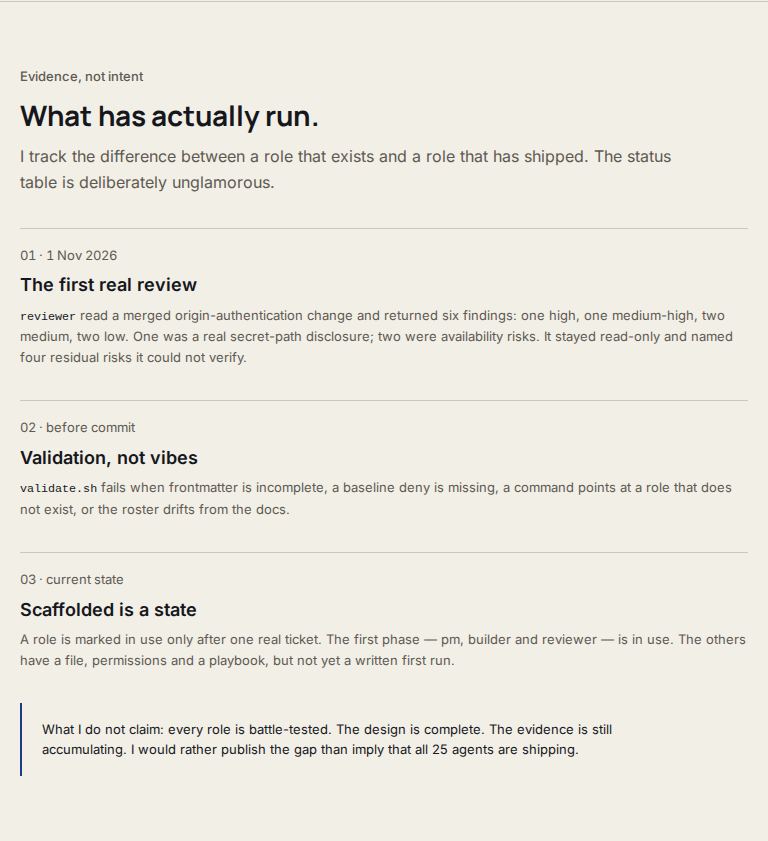 Evidence, not intent
What has actually run.
I track the difference between a role that exists and a role that has shipped. The status
table is deliberately unglamorous.
01 · 1 Nov 2026
The first real review
reviewer read a merged origin-authentication change and returned six findings: one high, one medium-high, two
medium, two low. One was a real secret-path disclosure; two were availability risks. It stayed read-only and named
four residual risks it could not verify.
02 · before commit
Validation, not vibes
validate.sh fails when frontmatter is incomplete, a baseline deny is missing, a command points at a role that does
not exist, or the roster drifts from the docs.
03 · current state
Scaffolded is a state
A role is marked in use only after one real ticket. The first phase — pm, builder and reviewer — is in use. The others
have a file, permissions and a playbook, but not yet a written first run.
What I do not claim: every role is battle-tested. The design is complete. The evidence is still
accumulating. I would rather publish the gap than imply that all 25 agents are shipping.